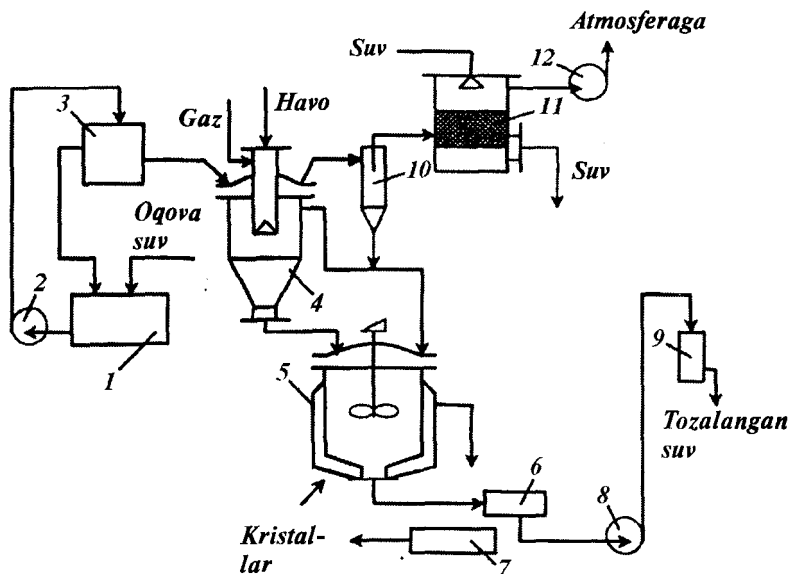 Atmosferaga
Suv
12
3
Havo
Gaz
11
10
Suv
Oqova
suv
2
4
1
5
9
Tozalangan
suv
6
8
Kristal-
lar
7